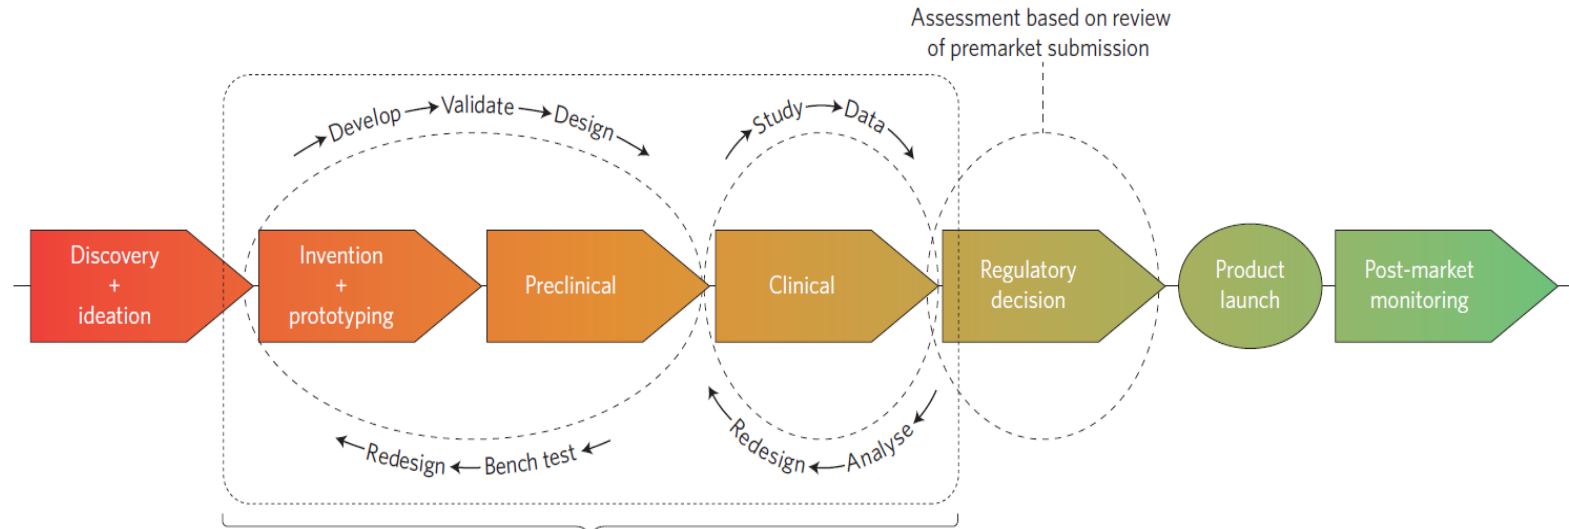 Assessment based on review
of premarket submission
Develop
Validate
Design
Study
Data
Discovery
+
ideation
Invention
+
prototyping
Preclinical
Clinical
Regulatory
decision
Product
launch
Post-market
monitoring
Redesign
Bench test
Redesign
Analyse